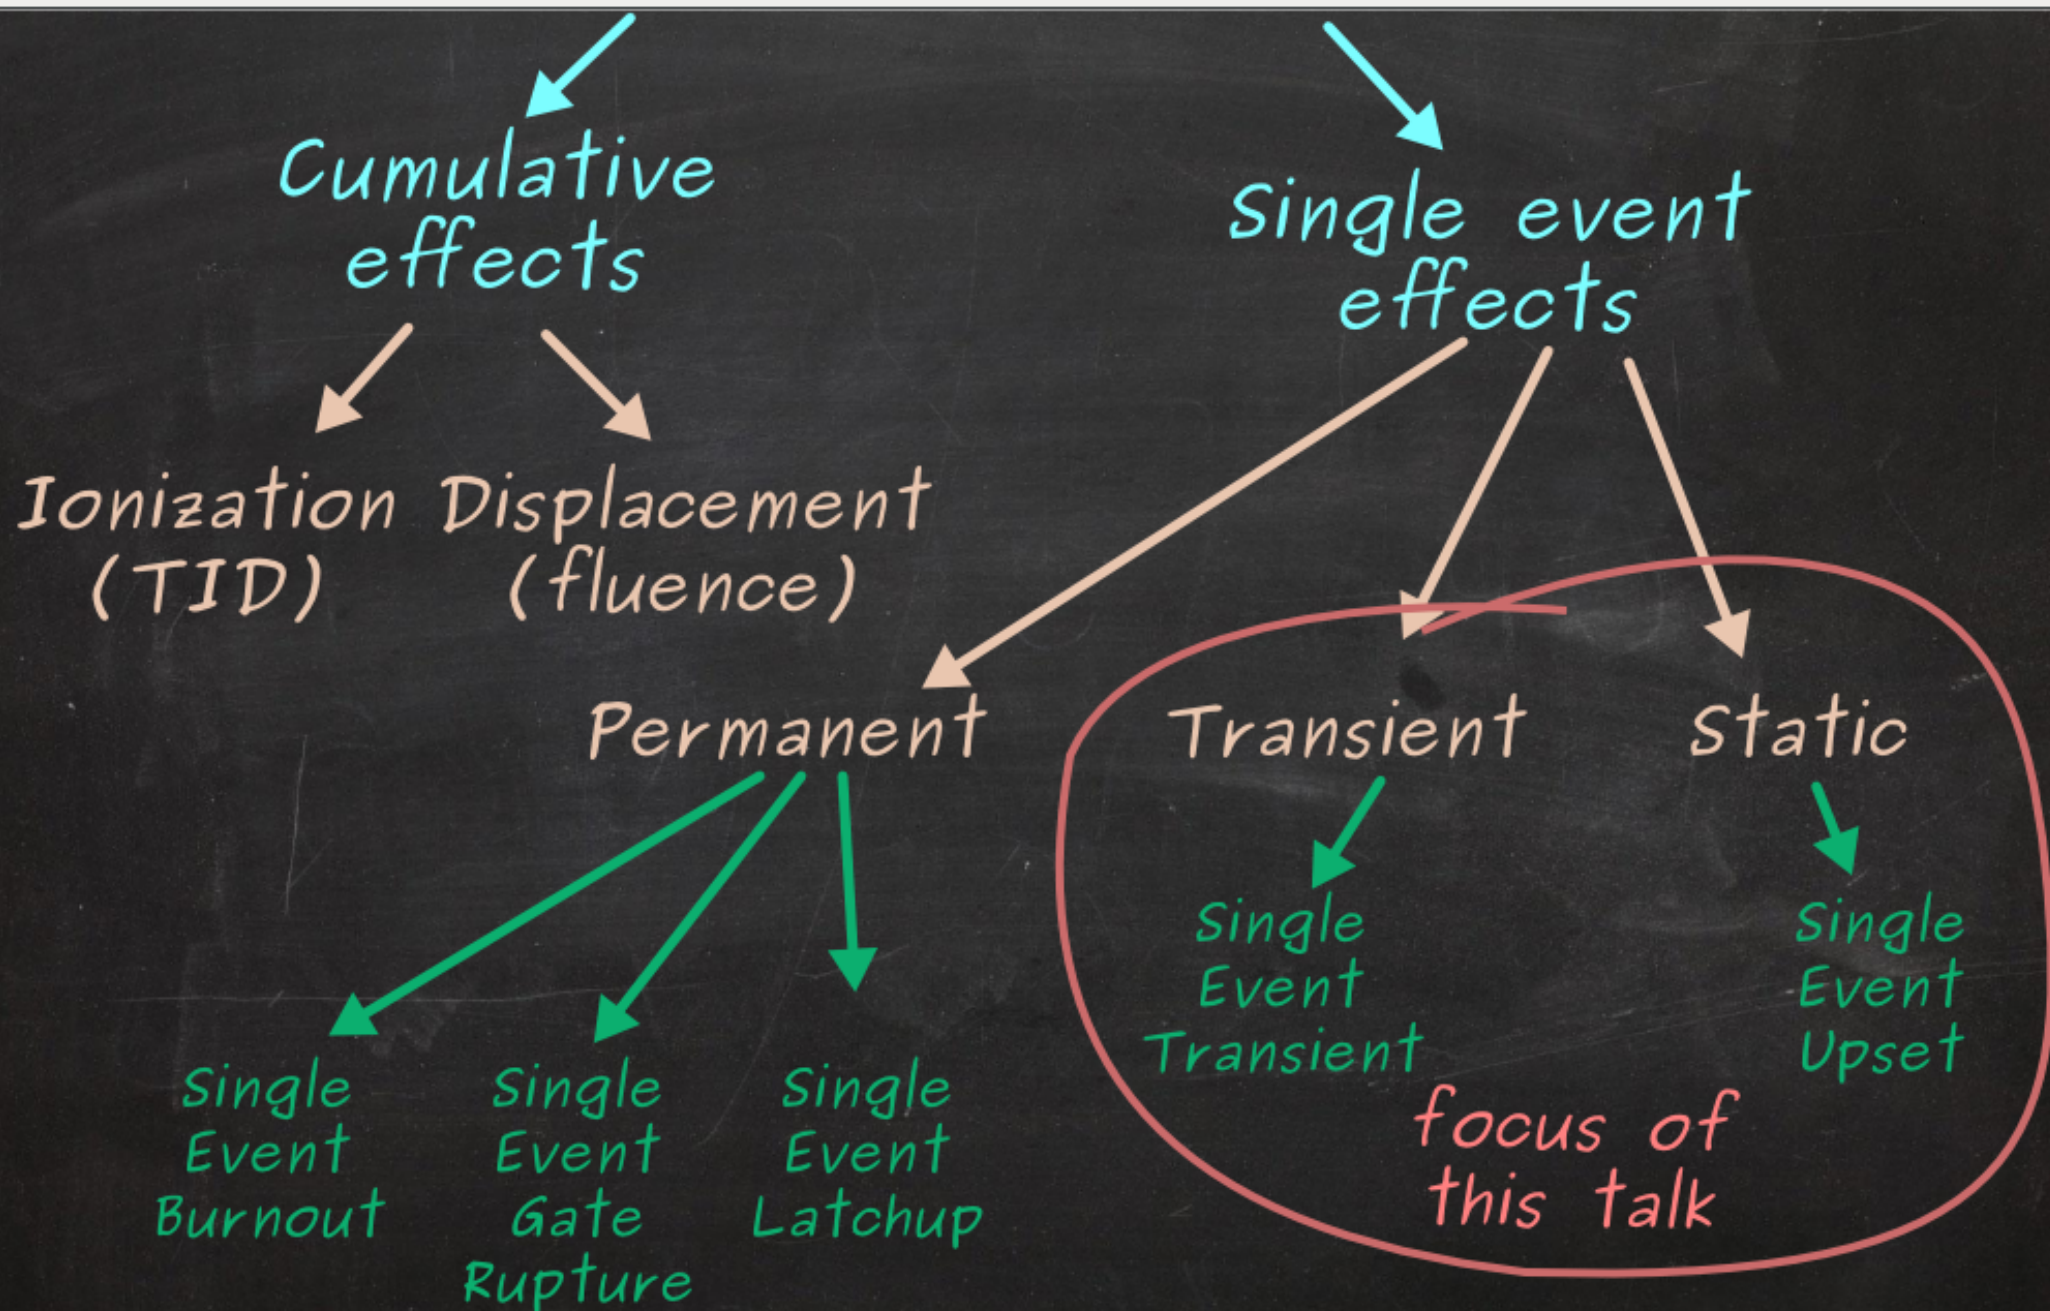 Cumulative
effects
Single event
effects
Ionization
(TID)
Displacement
(fluence)
Permanent
Transient
Static
Single
Event
Burnout
Single
Event
Gate
Rupture
Single
Event
Latchup
Single
Event
Transient
Single
Event
Upset
focus of
this talk